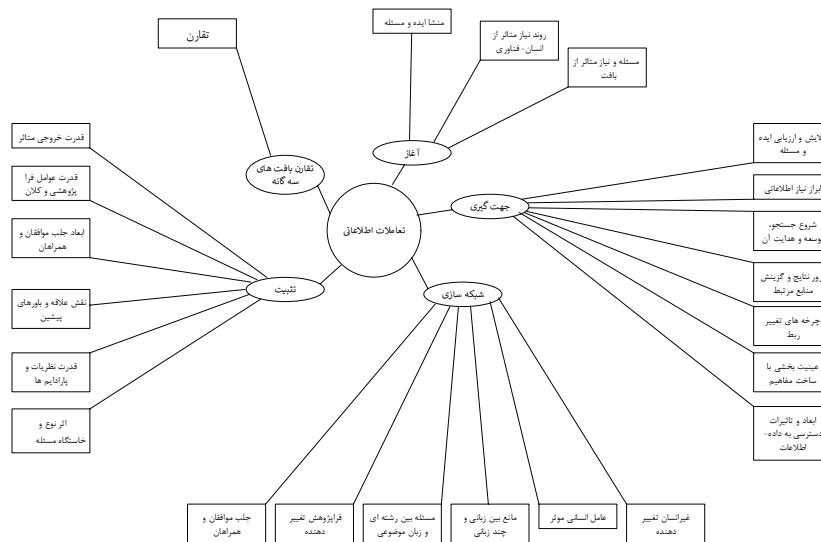 منشا ایده و مسئله
تقارن
روند نیاز متاثر از
انسان- فناوری
مسئله و نیاز متاثر از
بافت
آغاز
تقارن بافت های
سه گانه
تعاملات اطلاعاتی
جهت گیری
شبکه سازی
تثبیت
لایش و ارزیابی ایده
و مسئله
ابراز نیاز اطلاعاتی
شروع جستجو،
توسعه و هدایت آن
رور نتایج و گزینش
منابع مرتبط
چرخه های تغییر
ربط
عینیت بخشی با
ساخت مفاهیم
ابعاد و تاثیرات
دسترسی به داده-
اطلاعات
قدرت خروجی متاثر
قدرت عوامل فرا
پژوهشی و کلان
ابعاد جلب موافقان و
همراهان
نقش علاقه و باورهای
پیشین
قدرت نظریات و
پارادایم ها
اثر نوع و
خاستگاه مسئله
غیرانسان تغییر
دهنده
عامل انسانی موثر
مانع بین زبانی و
چند زبانی
مسئله بین رشته ای
و زبان موضوعی
فراپژوهش تغییر
دهنده
جلب موافقان و
همراهان